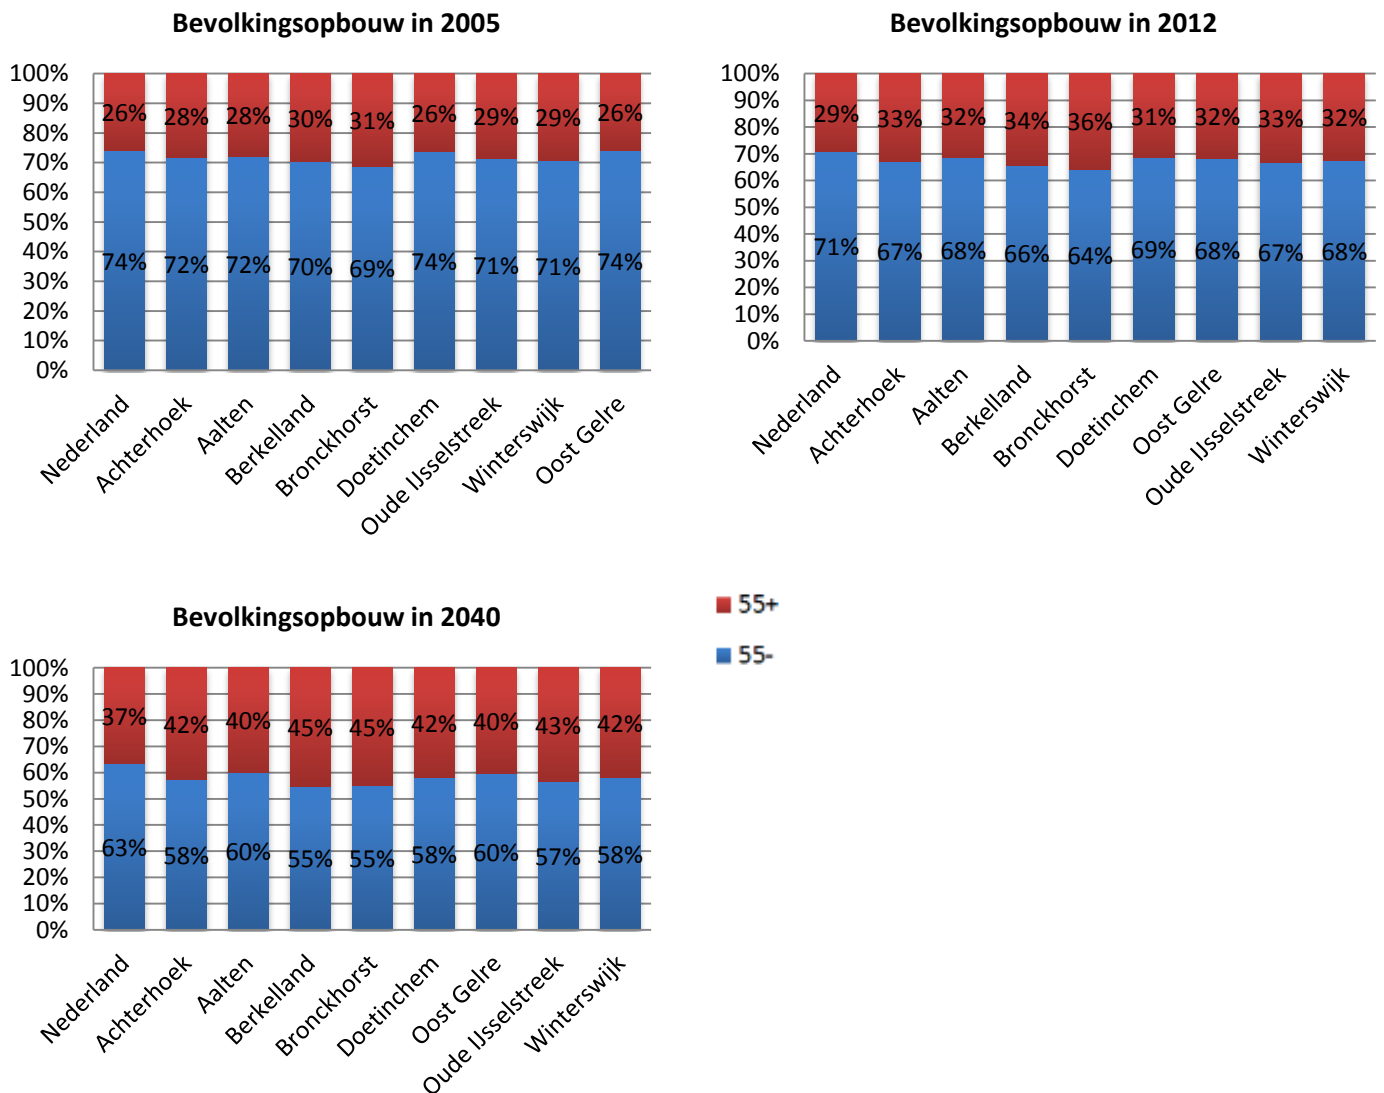 Bevolkingsopbouw in 2005
100%
90%
80%
70%
60%
50%
40%
30%
20%
10%
0%
26% 28% 28% 30% 31% 26% 29% 29% 26%
74% 72% 72% 70% 69% 74% 71% 71% 74%
Nederland
Achterhoek
Aalten
Berkelland
Bronckhorst
Doetinchem
Oude IJsselstreek
Winterswijk
Oost Gelre
Bevolkingsopbouw in 2012
100%
90%
80%
70%
60%
50%
40%
30%
20%
10%
0%
29% 33% 32% 34% 36% 31% 32% 33% 32%
71% 67% 68% 66% 64% 69% 68% 67% 68%
Nederland
Achterhoek
Aalten
Berkelland
Bronckhorst
Doetinchem
Oost Gelre
Oude IJsselstreek
Winterswijk
Bevolkingsopbouw in 2040
100%
90%
80%
70%
60%
50%
40%
30%
20%
10%
0%
37% 42% 40% 45% 45% 42% 40% 43% 42%
63% 58% 60% 55% 55% 58% 60% 57% 58%
Nederland
Achterhoek
Aalten
Berkelland
Bronckhorst
Doetinchem
Oost Gelre
Oude IJsselstreek
Winterswijk
55+
55-